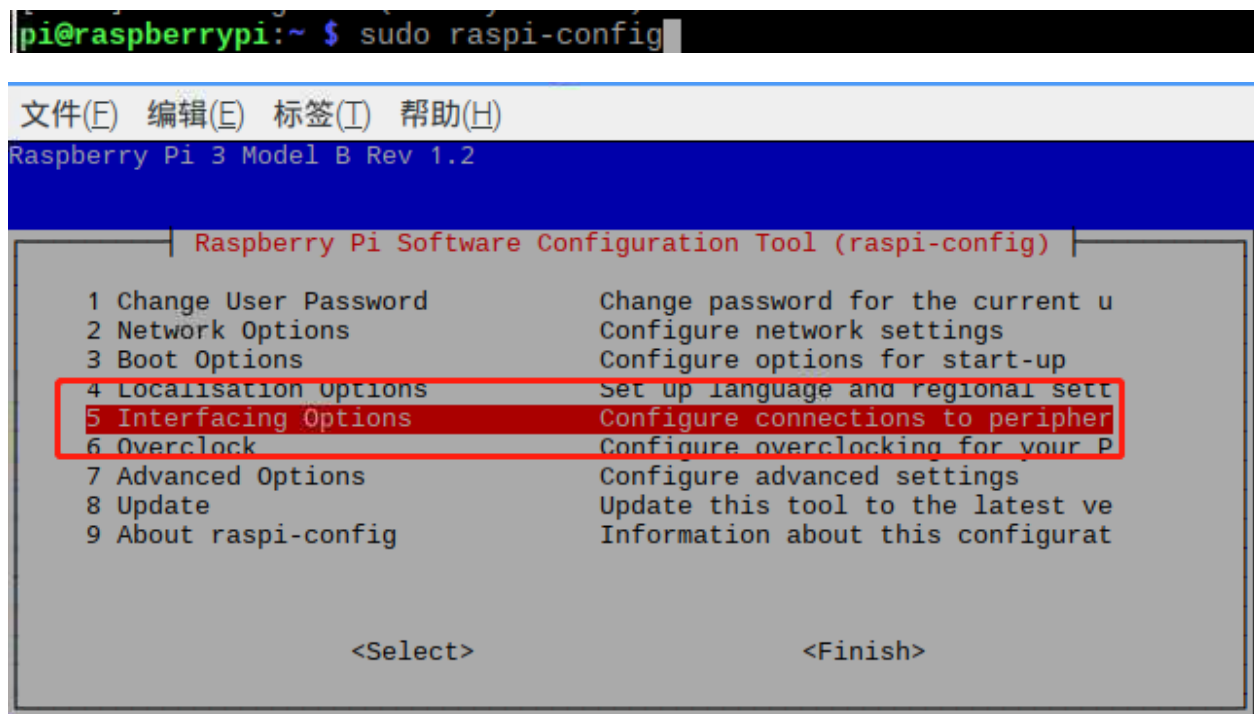 pi@raspberrypi:~ $ sudo raspi-config
文件(F) 编辑(E) 标签(T) 帮助(H)
Raspberry Pi 3 Model B Rev 1.2
Raspberry Pi Software Configuration Tool (raspi-config)
1 Change User Password Change password for the current u
2 Network Options Configure network settings
3 Boot Options Configure options for start-up
4 Localisation Options Set up language and regional sett
5 Interfacing Options Configure connections to peripher
6 Overclock Configure overclocking for your P
7 Advanced Options Configure advanced settings
8 Update Update this tool to the latest ve
9 About raspi-config Information about this configurat
<Select> <Finish>